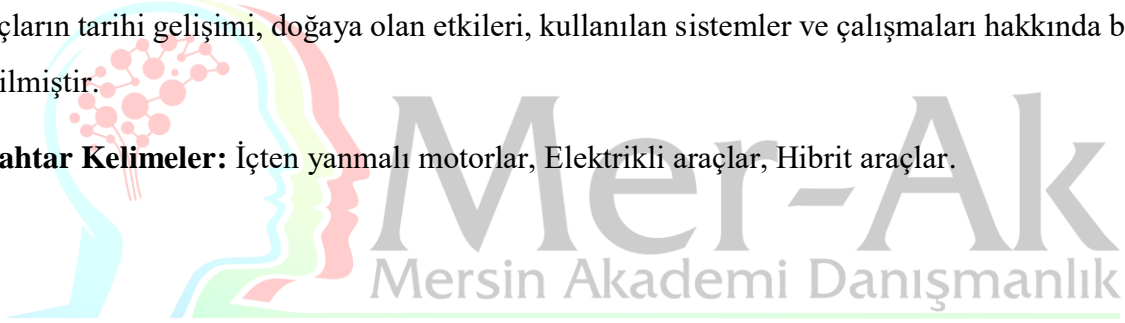 çların tarihi gelişimi, doğaya olan etkileri, kullanılan sistemler ve çalışmaları hakkında b
ilmiştir.
ahtar Kelimeler: İçten yanmalı motorlar, Elektrikli araçlar, Hibrit araçlar.
Mer-Ak
Mersin Akademi Danışmanlık